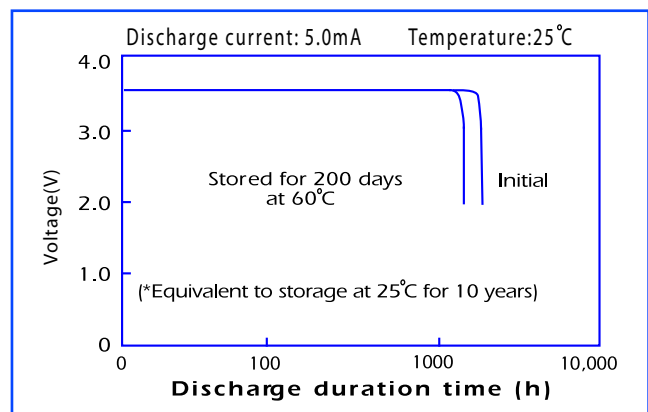 Discharge current: 5.0mA Temperature:25°C
4.0
3.0
2.0
1.0
0
Voltage(V)
Stored for 200 days
at 60°C
Initial
(*Equivalent to storage at 25°C for 10 years)
0 100 1000 10,000
Discharge duration time (h)